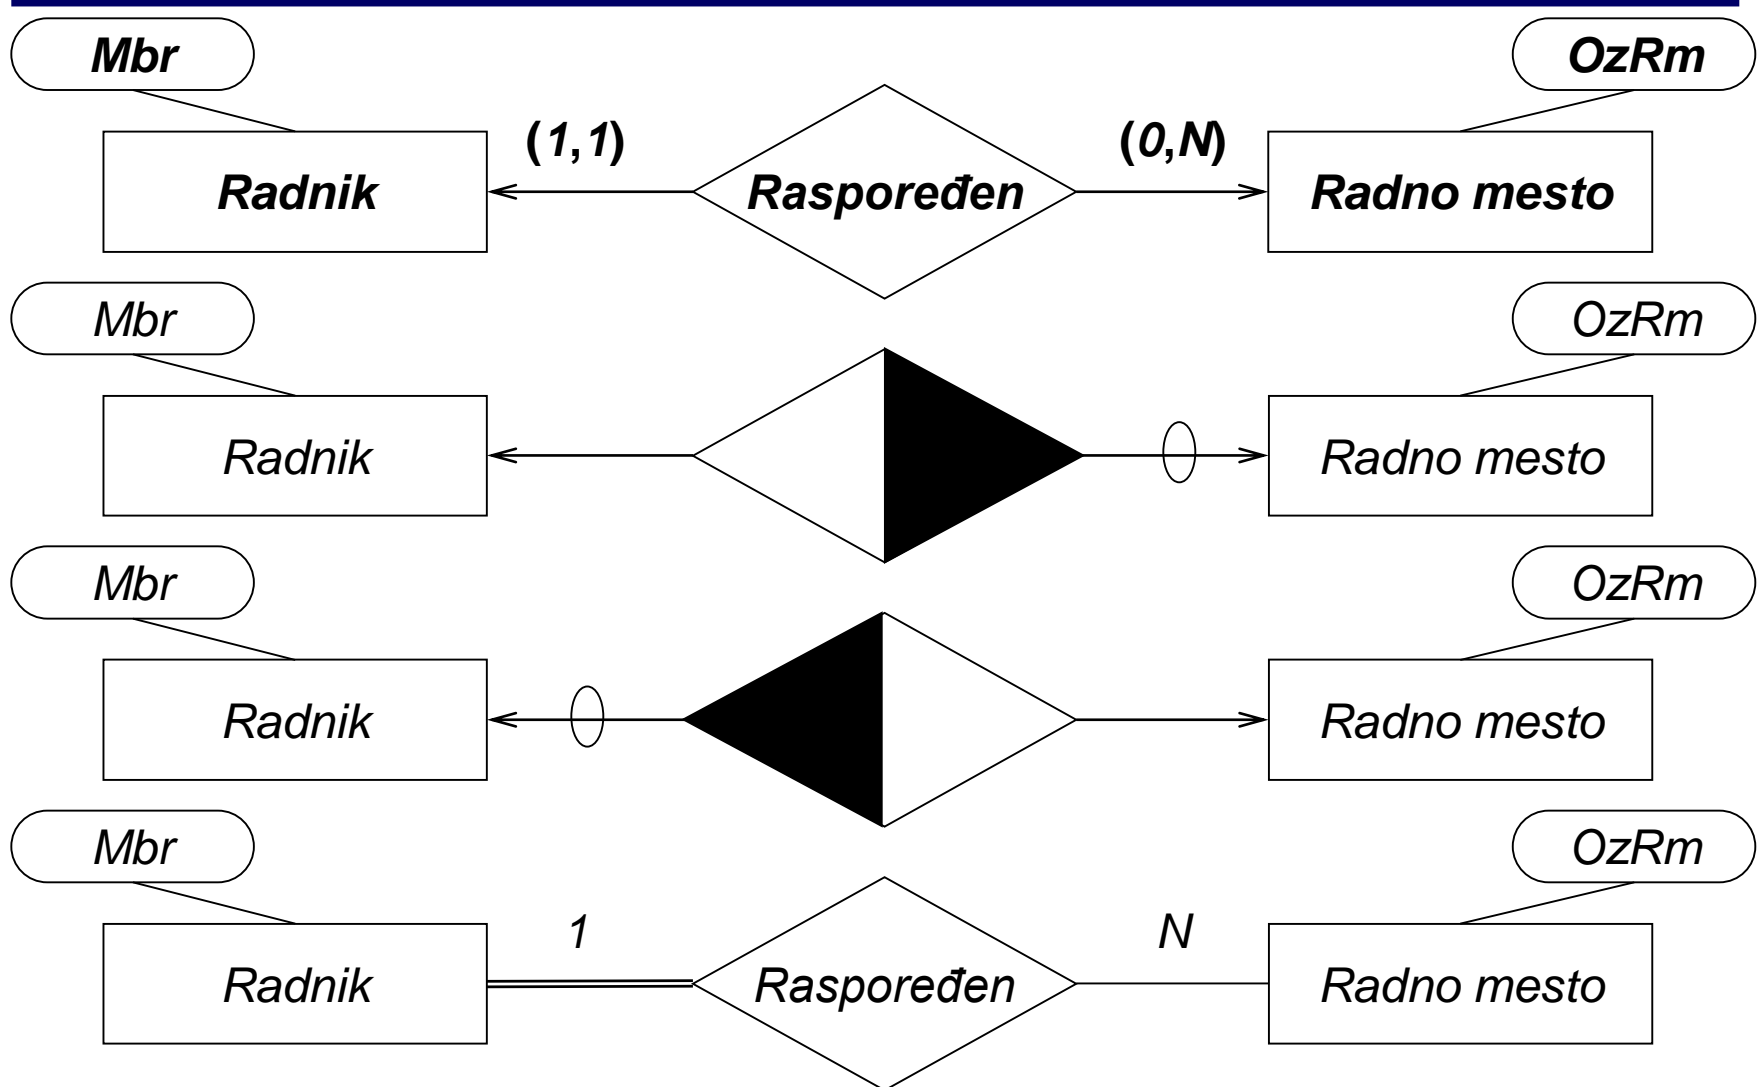 Mbr OzRm
(1,1) (0,N)
Radnik Raspoređen Radno mesto
Mbr OzRm
Radnik Radno mesto
Mbr OzRm
Radnik Radno mesto
Mbr OzRm
1 N
Radnik Raspoređen Radno mesto